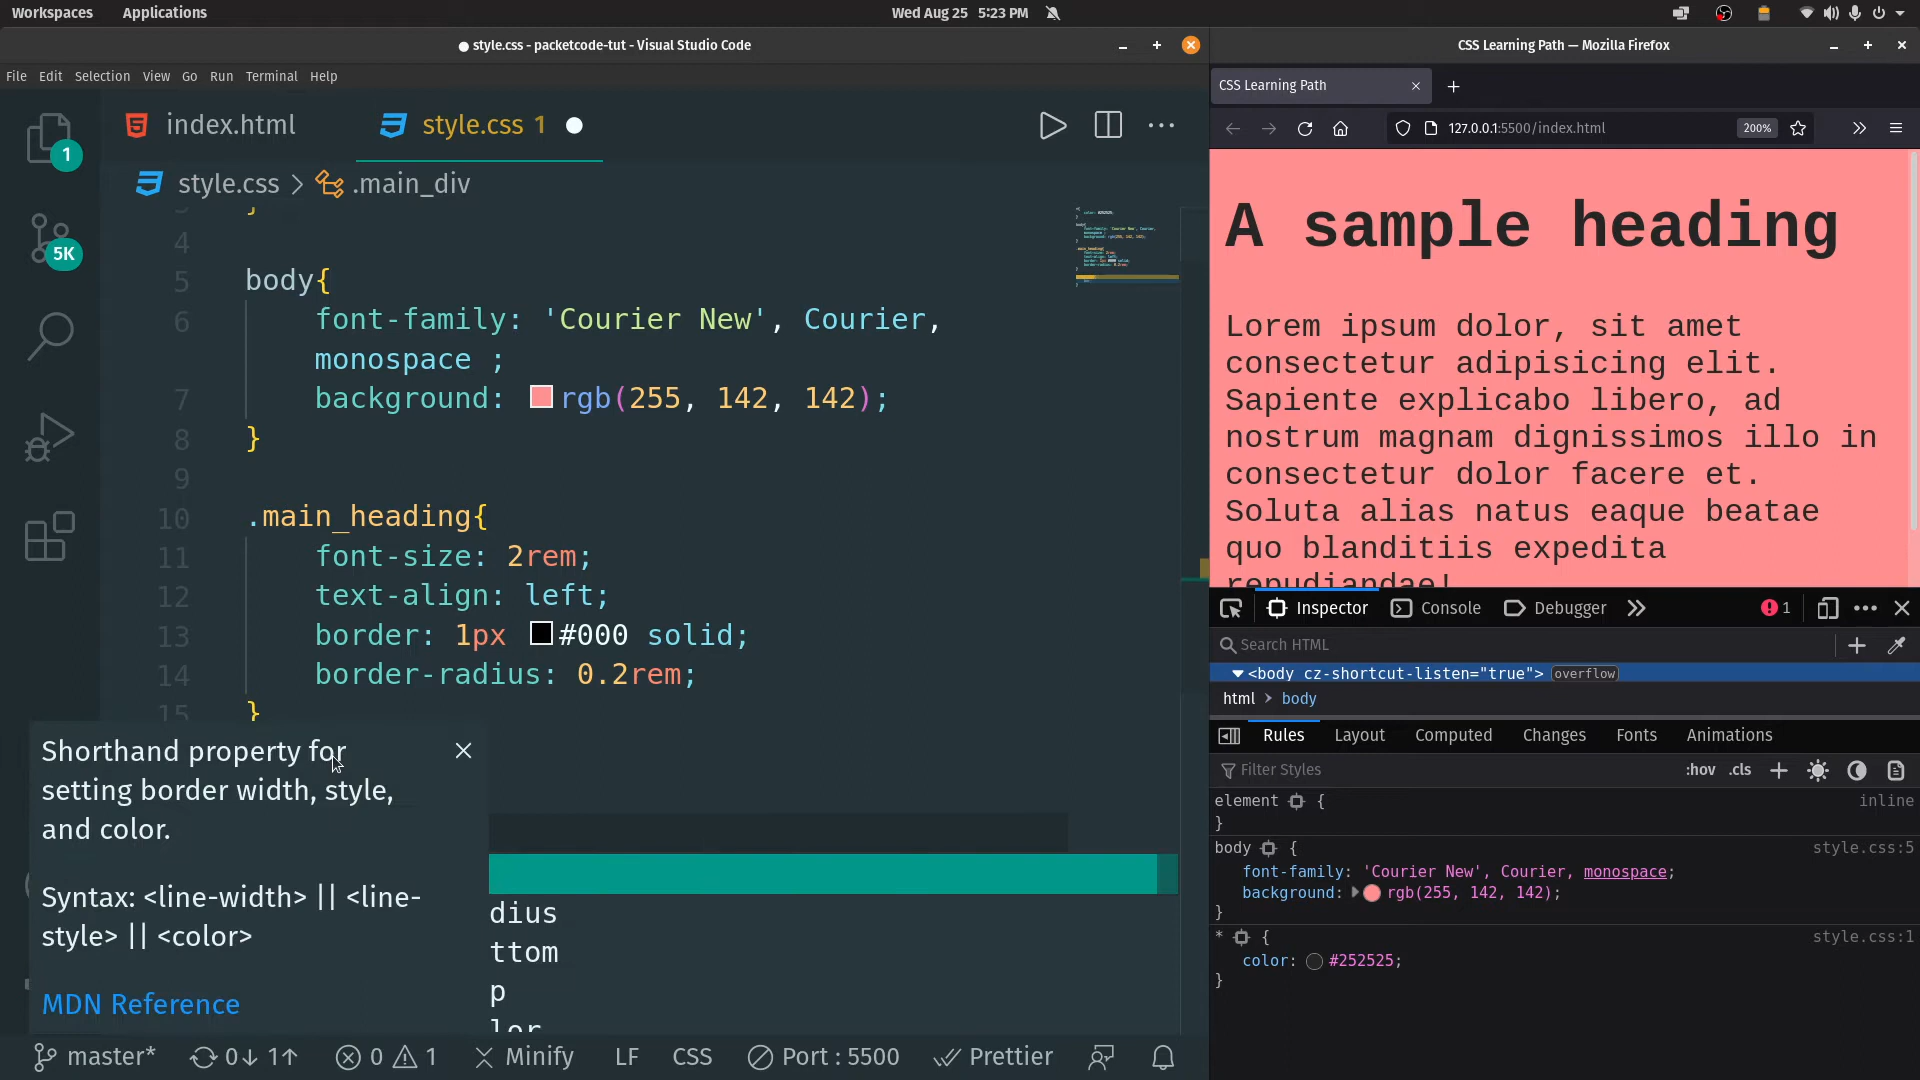 Workspaces Applications
Wed Aug 25 5:23 PM
style.css - packetcode-tut - Visual Studio Code
File Edit Selection View Go Run Terminal Help
index.html
style.css 1
style.css > .main_div
1
5K
}
4
5 body{
6 font-family: 'Courier New', Courier,
monospace ;
7 background: rgb(255, 142, 142);
8 }
9
10 .main_heading{
11 font-size: 2rem;
12 text-align: left;
13 border: 1px #000 solid;
14 border-radius: 0.2rem;
15 }
Shorthand property for
setting border width, style,
and color.
Syntax: <line-width> || <line-
style> || <color>
MDN Reference
dius
ttom
p
lor
master* 0↓ 1↑ 0 1 Minify LF CSS Port : 5500 Prettier
CSS Learning Path — Mozilla Firefox
CSS Learning Path
127.0.0.1:5500/index.html 200%
A sample heading
Lorem ipsum dolor, sit amet
consectetur adipisicing elit.
Sapiente explicabo libero, ad
nostrum magnam dignissimos illo in
consectetur dolor facere et.
Soluta alias natus eaque beatae
quo blanditiis expedita
repudiandae!
Inspector Console Debugger 1
Search HTML
<body cz-shortcut-listen="true"> overflow
html > body
Rules Layout Computed Changes Fonts Animations
Filter Styles :hov .cls
element { inline
}
body { style.css:5
font-family: 'Courier New', Courier, monospace;
background: rgb(255, 142, 142);
}
* { style.css:1
color: #252525;
}